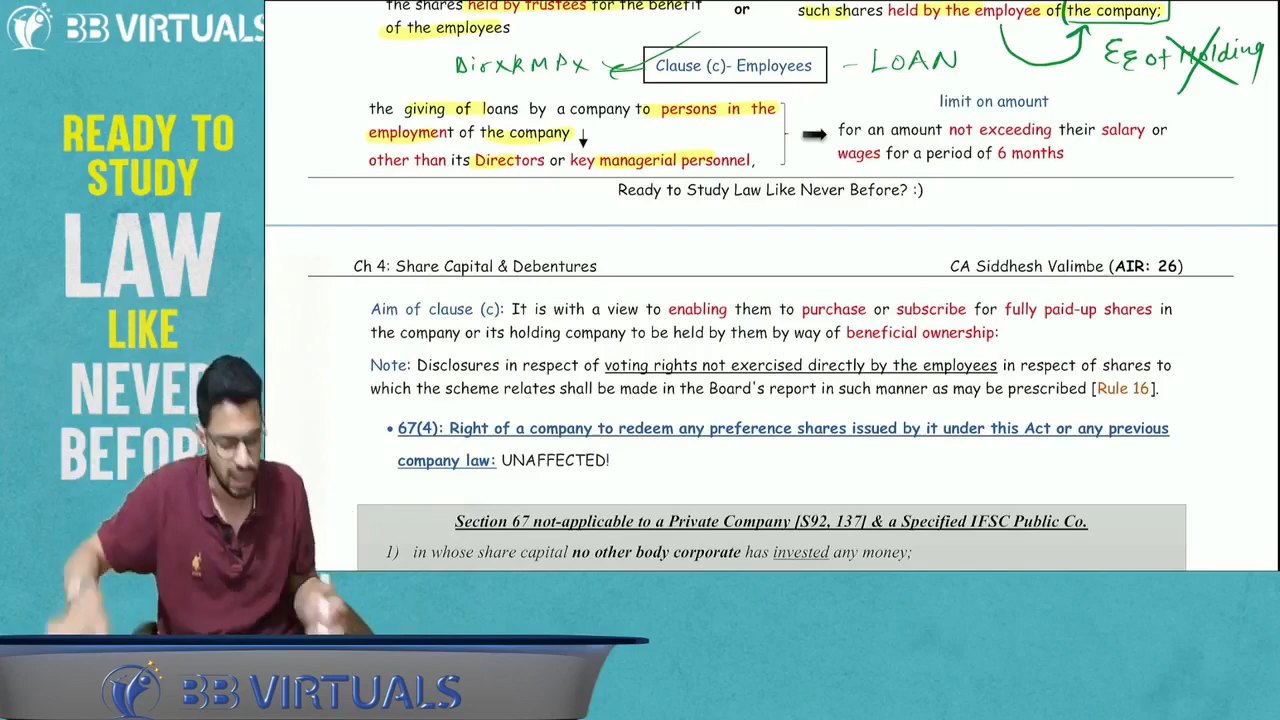 BB VIRTUALS
READY TO
STUDY
LAW
LIKE
NEVER
BEFOR
the shares held by trustees for the benefit
of the employees
or
such shares held by the employee of the company;
Dir X KMP X
Clause (c)- Employees
- LOAN
Ee of Holding
the giving of loans by a company to persons in the
employment of the company
other than its Directors or key managerial personnel,
limit on amount
for an amount not exceeding their salary or
wages for a period of 6 months
Ready to Study Law Like Never Before? :)
Ch 4: Share Capital & Debentures
CA Siddhesh Valimbe (AIR: 26)
Aim of clause (c): It is with a view to enabling them to purchase or subscribe for fully paid-up shares in
the company or its holding company to be held by them by way of beneficial ownership:
Note: Disclosures in respect of voting rights not exercised directly by the employees in respect of shares to
which the scheme relates shall be made in the Board's report in such manner as may be prescribed [Rule 16].
• 67(4): Right of a company to redeem any preference shares issued by it under this Act or any previous
company law: UNAFFECTED!
Section 67 not-applicable to a Private Company [S92, 137] & a Specified IFSC Public Co.
1) in whose share capital no other body corporate has invested any money;
BB VIRTUALS